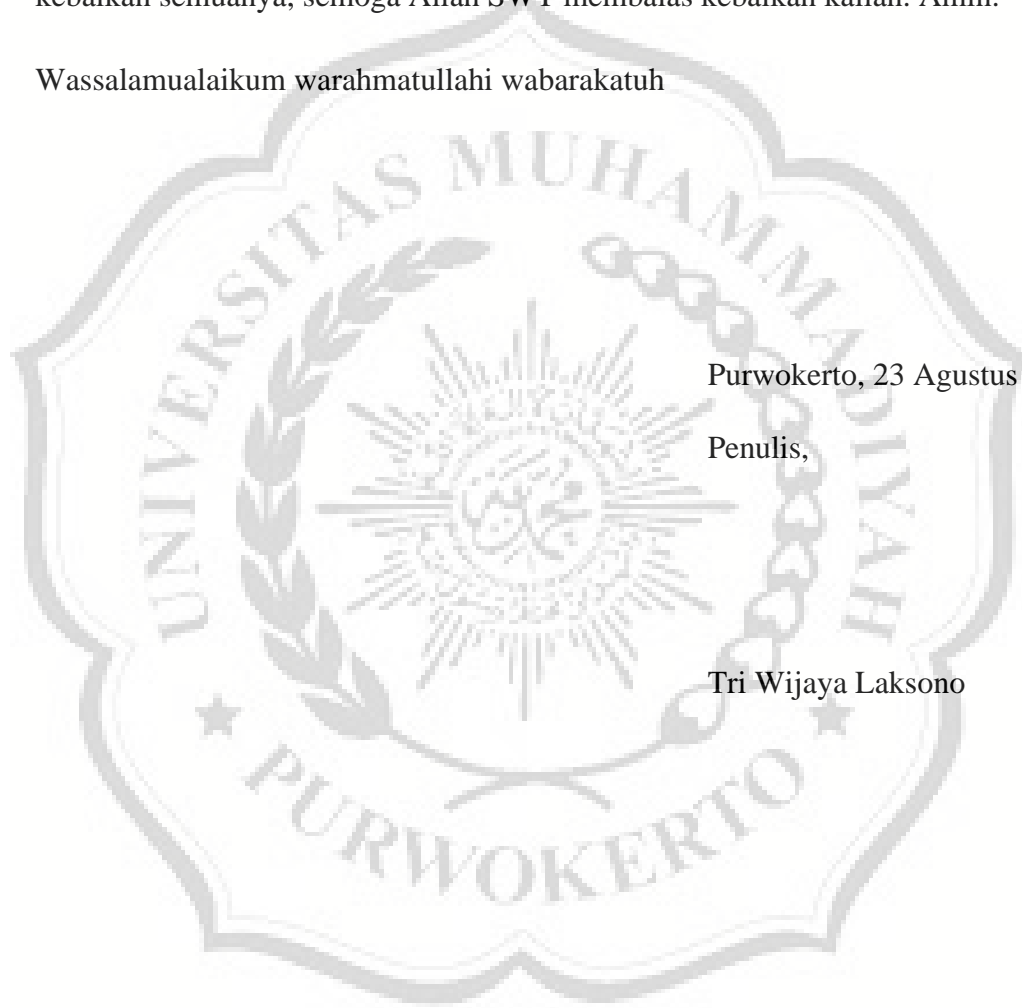 kebaikan semuanya, semoga Allah SWT membalas kebaikan kalian. Amin.
Wassalamualaikum warahmatullahi wabarakatuh
UNIVERSITAS MUHAMMADIYAH
Purwokerto, 23 Agustus
Penulis,
Tri Wijaya Laksono
PURWOKERTO